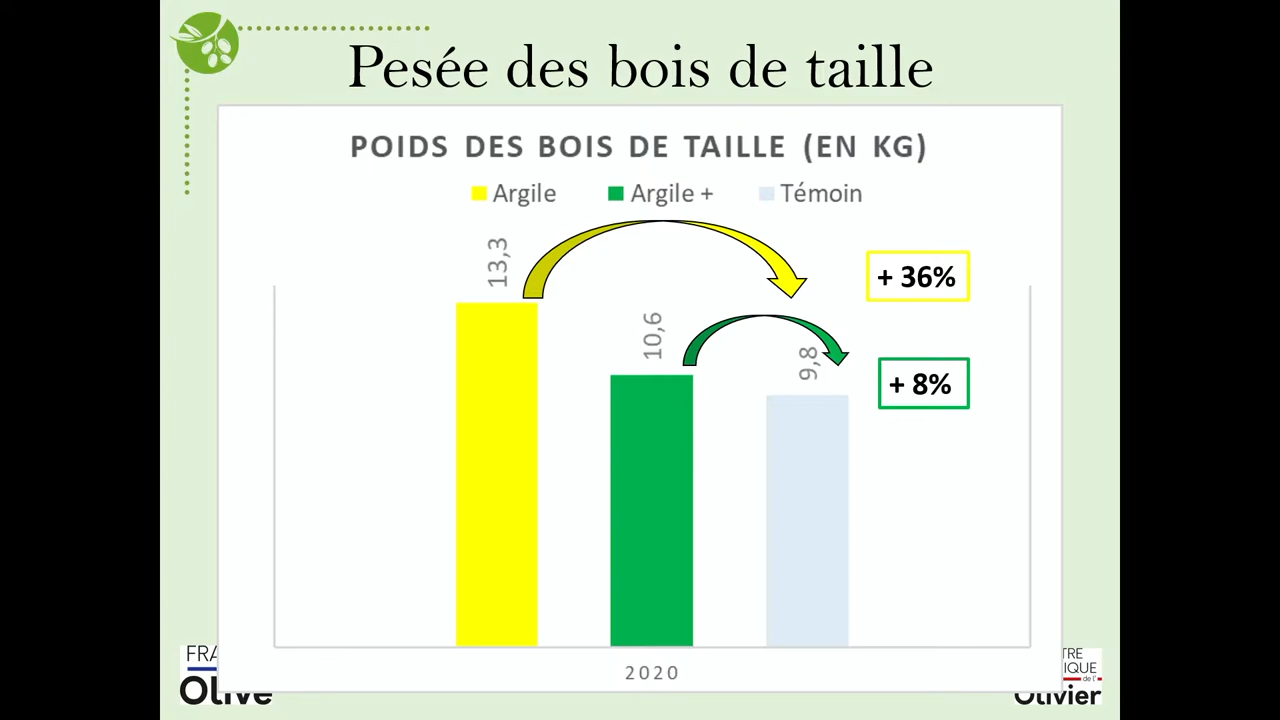 Pesée des bois de taille
POIDS DES BOIS DE TAILLE (EN KG)
Argile
Argile +
Témoin
13,3
+ 36%
10,6
9,8
+ 8%
2020
FRA
Olive
TRE
IQUE
de l'
Olivier